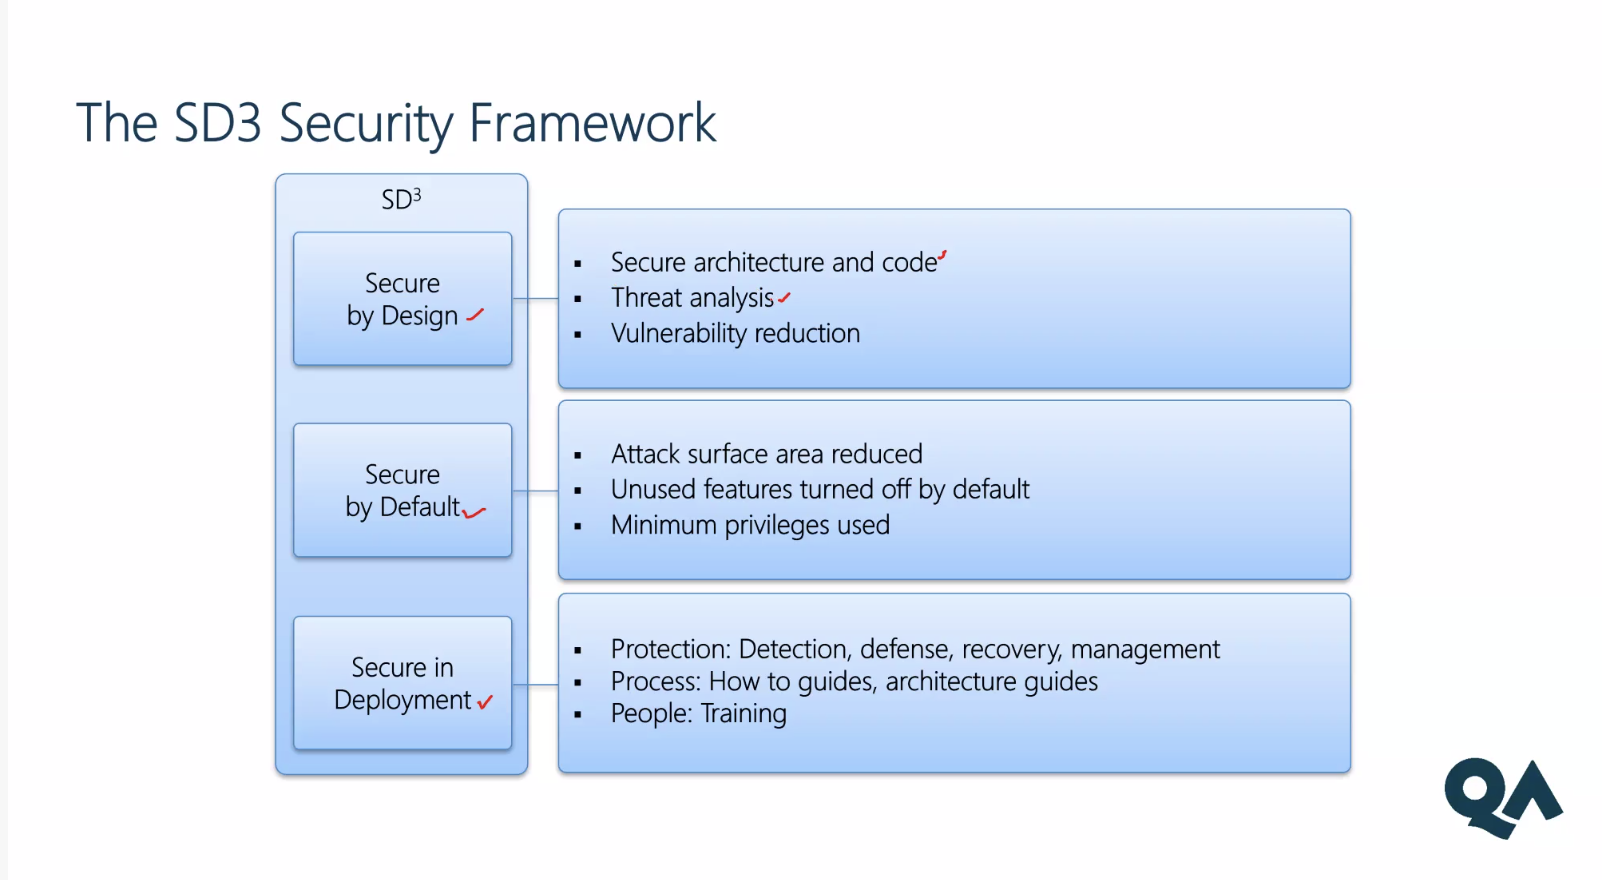 The SD3 Security Framework
SD³
Secure
by Design
▪ Secure architecture and code
▪ Threat analysis
▪ Vulnerability reduction
Secure
by Default
▪ Attack surface area reduced
▪ Unused features turned off by default
▪ Minimum privileges used
Secure in
Deployment
▪ Protection: Detection, defense, recovery, management
▪ Process: How to guides, architecture guides
▪ People: Training
QA